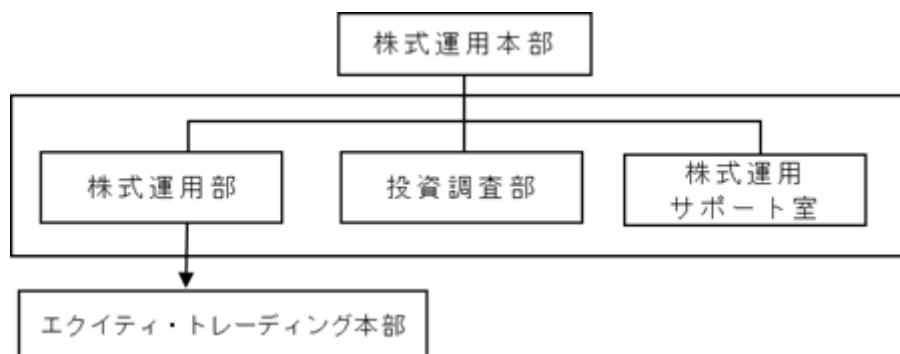 株式運用本部
株式運用部
投資調査部
株式運用
サポート室
エクイティ・トレーディング本部